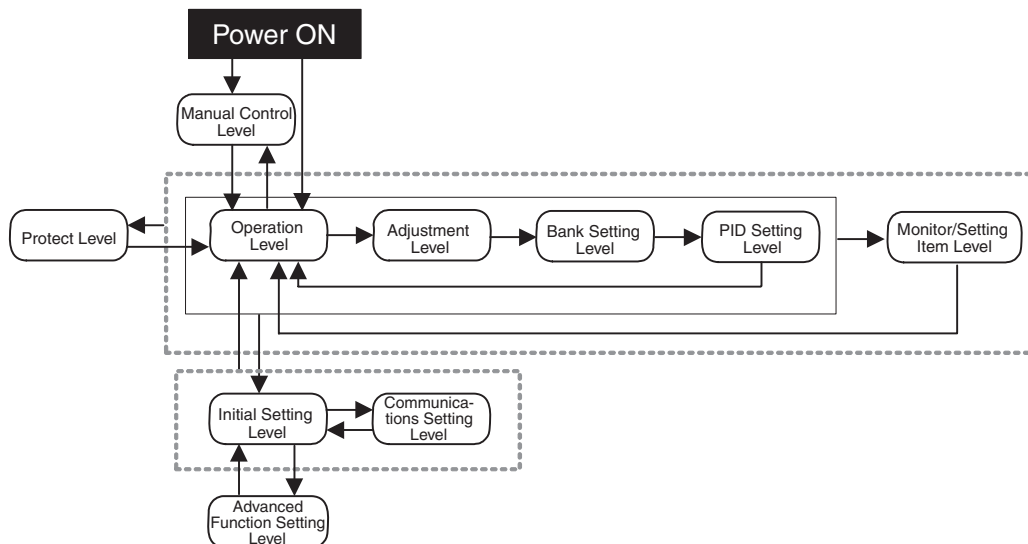 Power ON
Manual Control
Level
Protect Level
Operation
Level
Adjustment
Level
Bank Setting
Level
PID Setting
Level
Monitor/Setting
Item Level
Initial Setting
Level
Communica-
tions Setting
Level
Advanced
Function Setting
Level